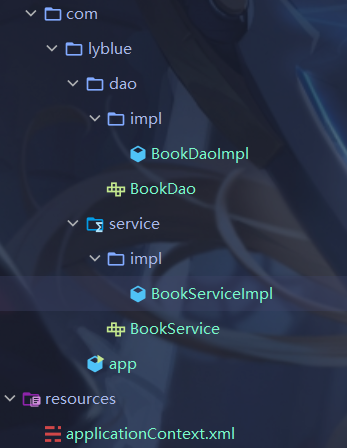 com
lyblue
dao
impl
BookDaoImpl
BookDao
service
impl
BookServiceImpl
BookService
app
resources
applicationContext.xml